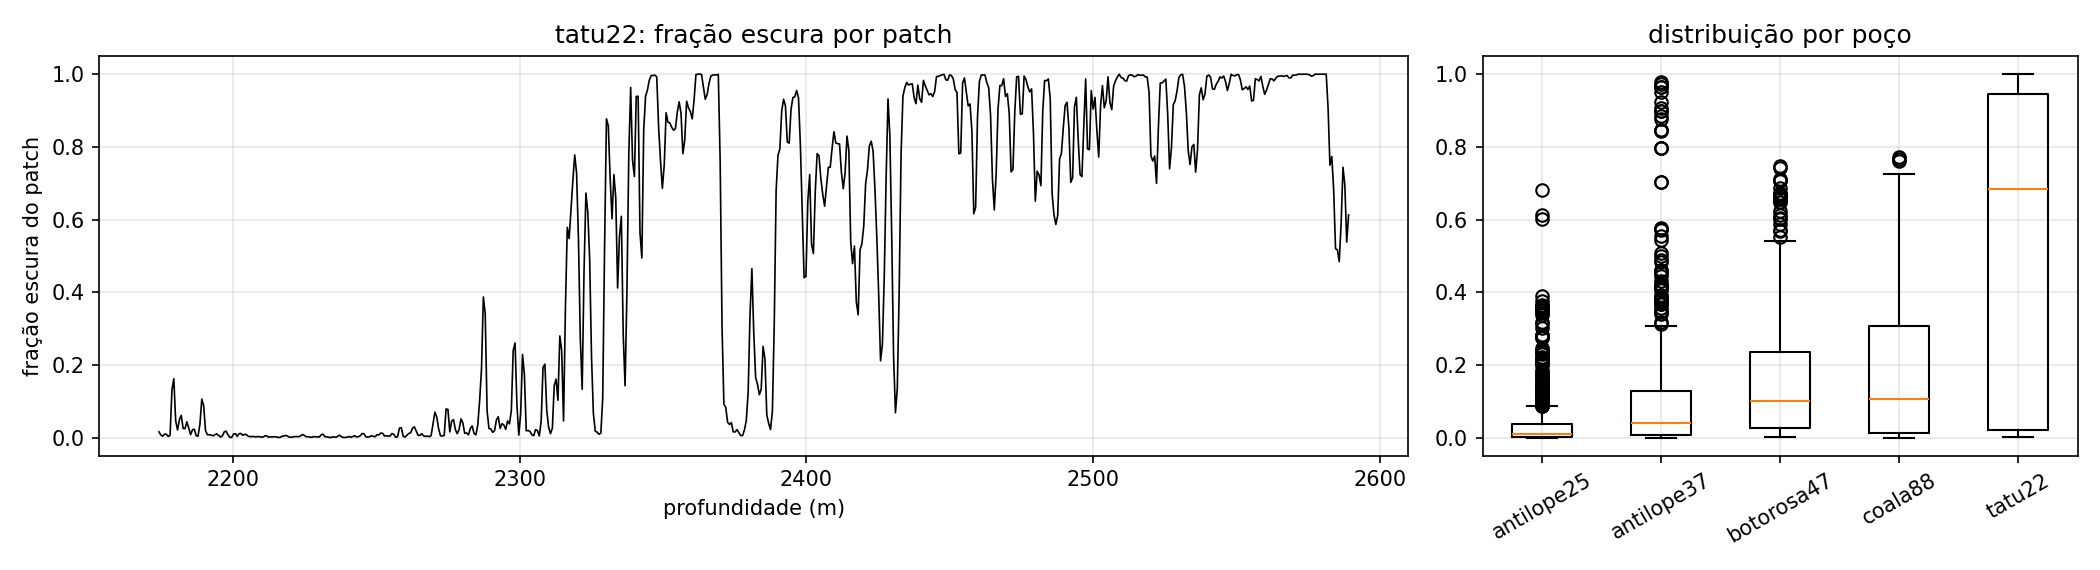 tatu22: fração escura por patch
fração escura do patch
1.0
0.8
0.6
0.4
0.2
0.0
2200 2300 2400 2500 2600
profundidade (m)
distribuição por poço
1.0
0.8
0.6
0.4
0.2
0.0
antilope25 antilope37 botorosa47 coala88 tatu22